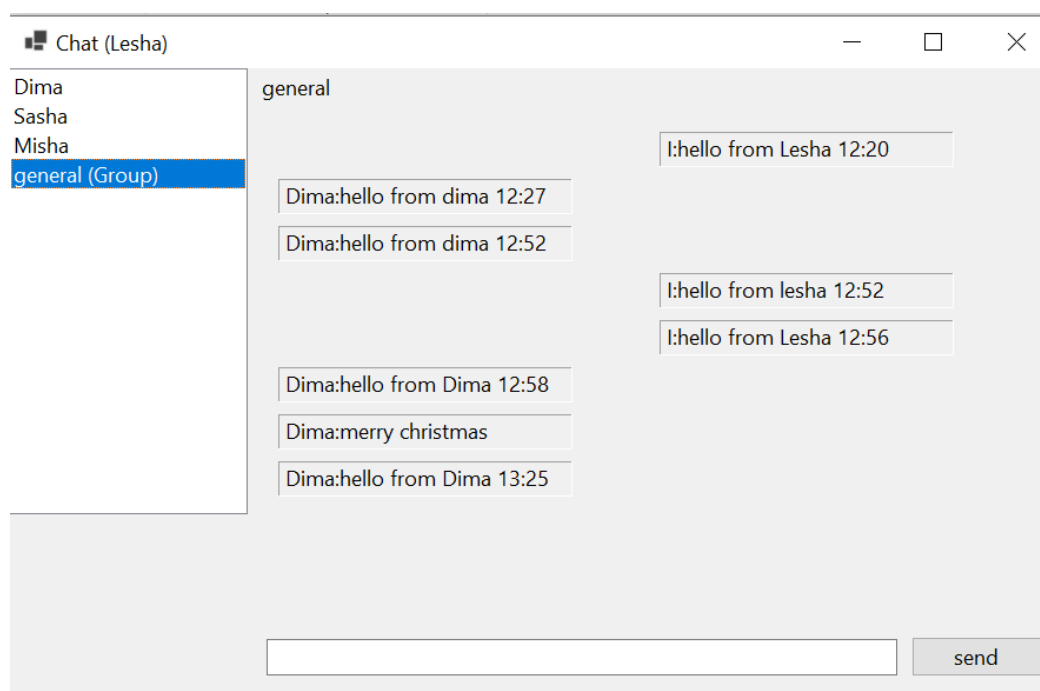 Chat (Lesha)
Dima
Sasha
Misha
general (Group)
general
I:hello from Lesha 12:20
Dima:hello from dima 12:27
Dima:hello from dima 12:52
I:hello from lesha 12:52
I:hello from Lesha 12:56
Dima:hello from Dima 12:58
Dima:merry christmas
Dima:hello from Dima 13:25
send